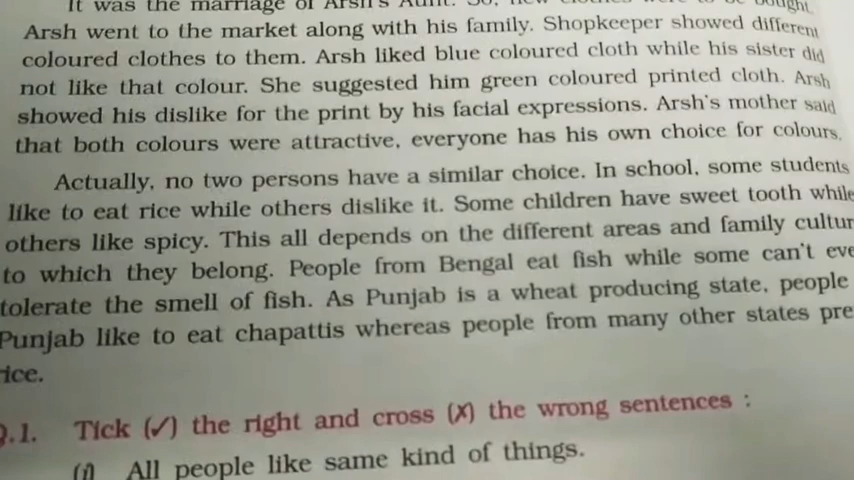 It was the marriage of Arsh's Aunt. So, new clothes were to be bought.
Arsh went to the market along with his family. Shopkeeper showed different
coloured clothes to them. Arsh liked blue coloured cloth while his sister did
not like that colour. She suggested him green coloured printed cloth. Arsh
showed his dislike for the print by his facial expressions. Arsh's mother said
that both colours were attractive, everyone has his own choice for colours.
Actually, no two persons have a similar choice. In school, some students
like to eat rice while others dislike it. Some children have sweet tooth while
others like spicy. This all depends on the different areas and family cultur
to which they belong. People from Bengal eat fish while some can't eve
tolerate the smell of fish. As Punjab is a wheat producing state, people
Punjab like to eat chapattis whereas people from many other states pre
rice.
Q.1. Tick (✓) the right and cross (✗) the wrong sentences :
(i) All people like same kind of things.